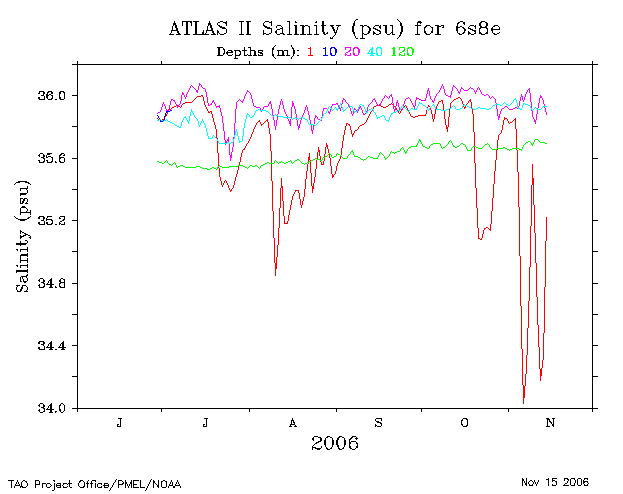 ATLAS II Salinity (psu) for 6s8e
Depths (m): 1 10 20 40 120
Salinity (psu)
36.0
35.6
35.2
34.8
34.4
34.0
J J A S O N
2006
TAO Project Office/PMEL/NOAA
Nov 15 2006